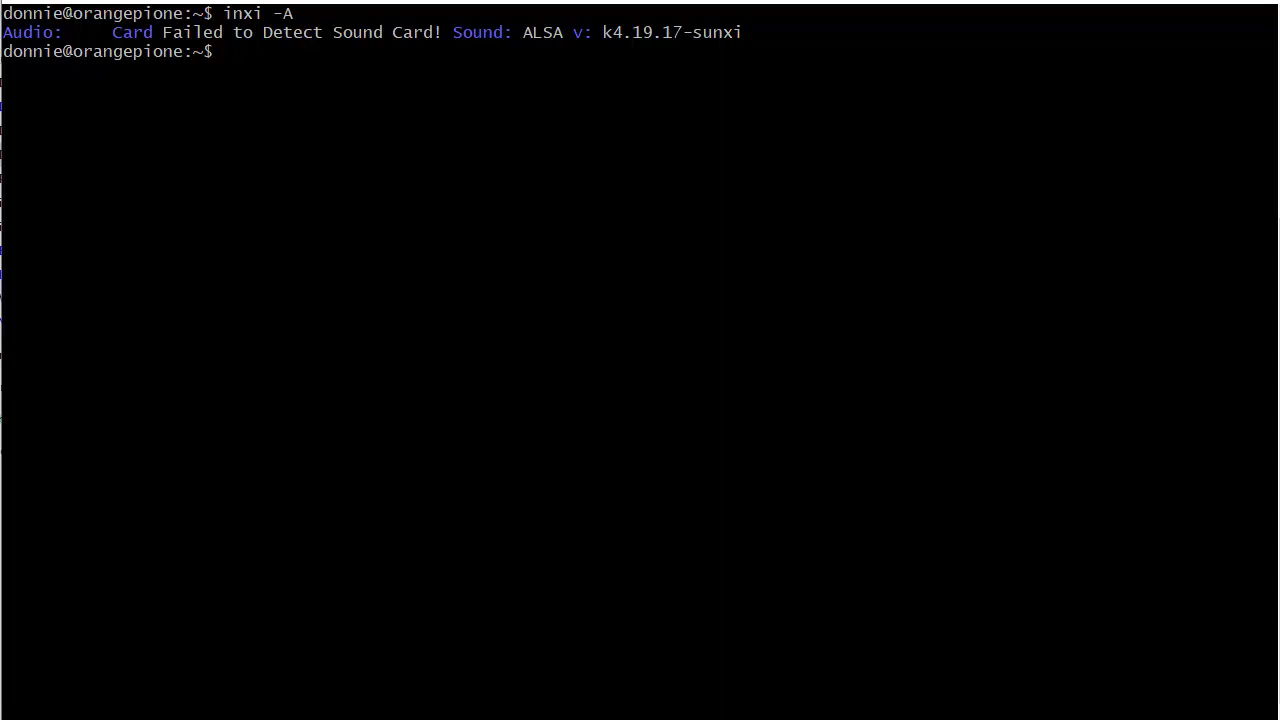 donnie@orangepione:~$ inxi -A
Audio:     Card Failed to Detect Sound Card! Sound: ALSA v: k4.19.17-sunxi
donnie@orangepione:~$